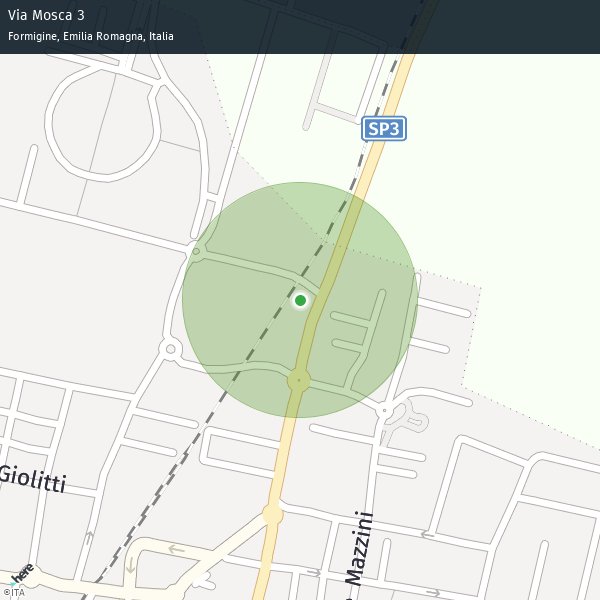 Via Mosca 3
Formigine, Emilia Romagna, Italia
SP3
Giolitti
Mazzini
here
©ITA